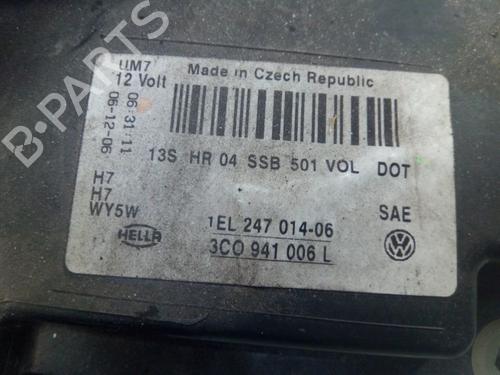 UM7
12 Volt
Made in Czech Republic
06:31:11
06-12-06
13S HR 04 SSB 501 VOL DOT
H7
H7
WY5W
1EL 247 014-06
SAE
HELLA
3C0 941 006 L
VW
B-Parts